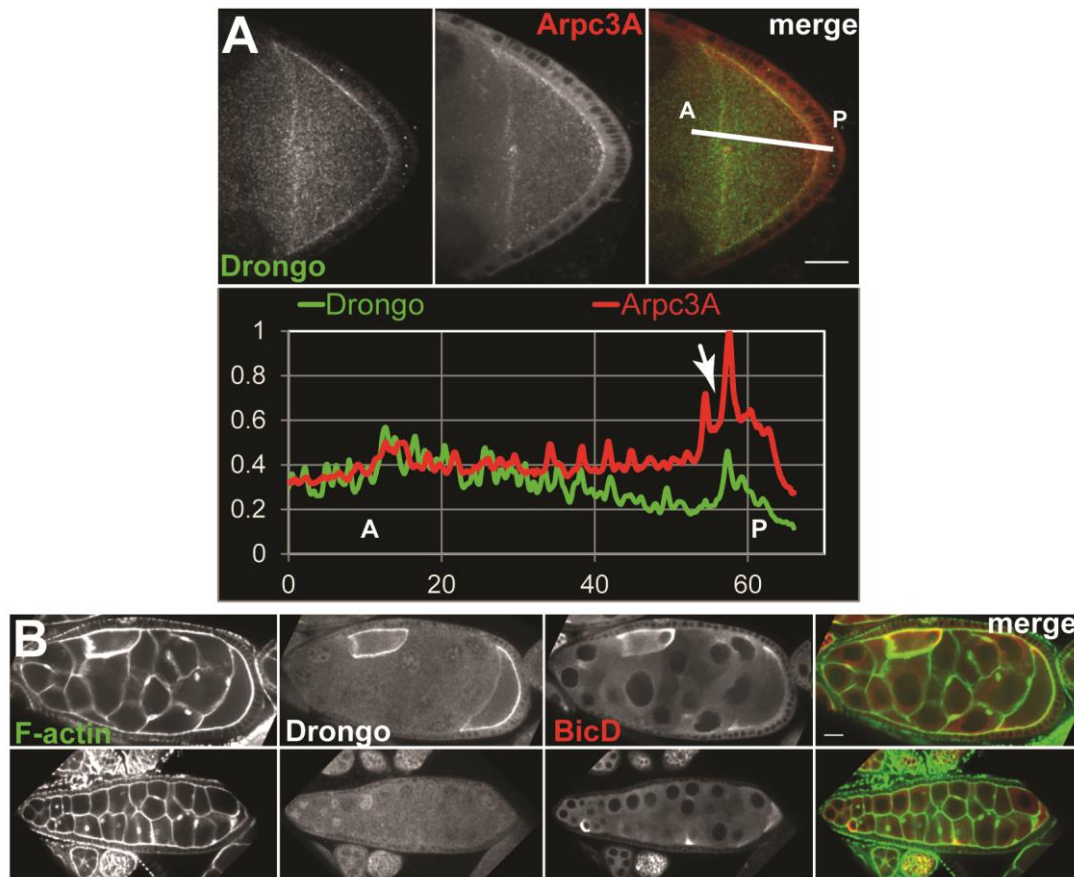 A
Arpc3A
merge
A
P
Drongo
Drongo Arpc3A
1
0.8
0.6
0.4
0.2
0
A P
0 20 40 60
B
merge
F-actin Drongo BicD